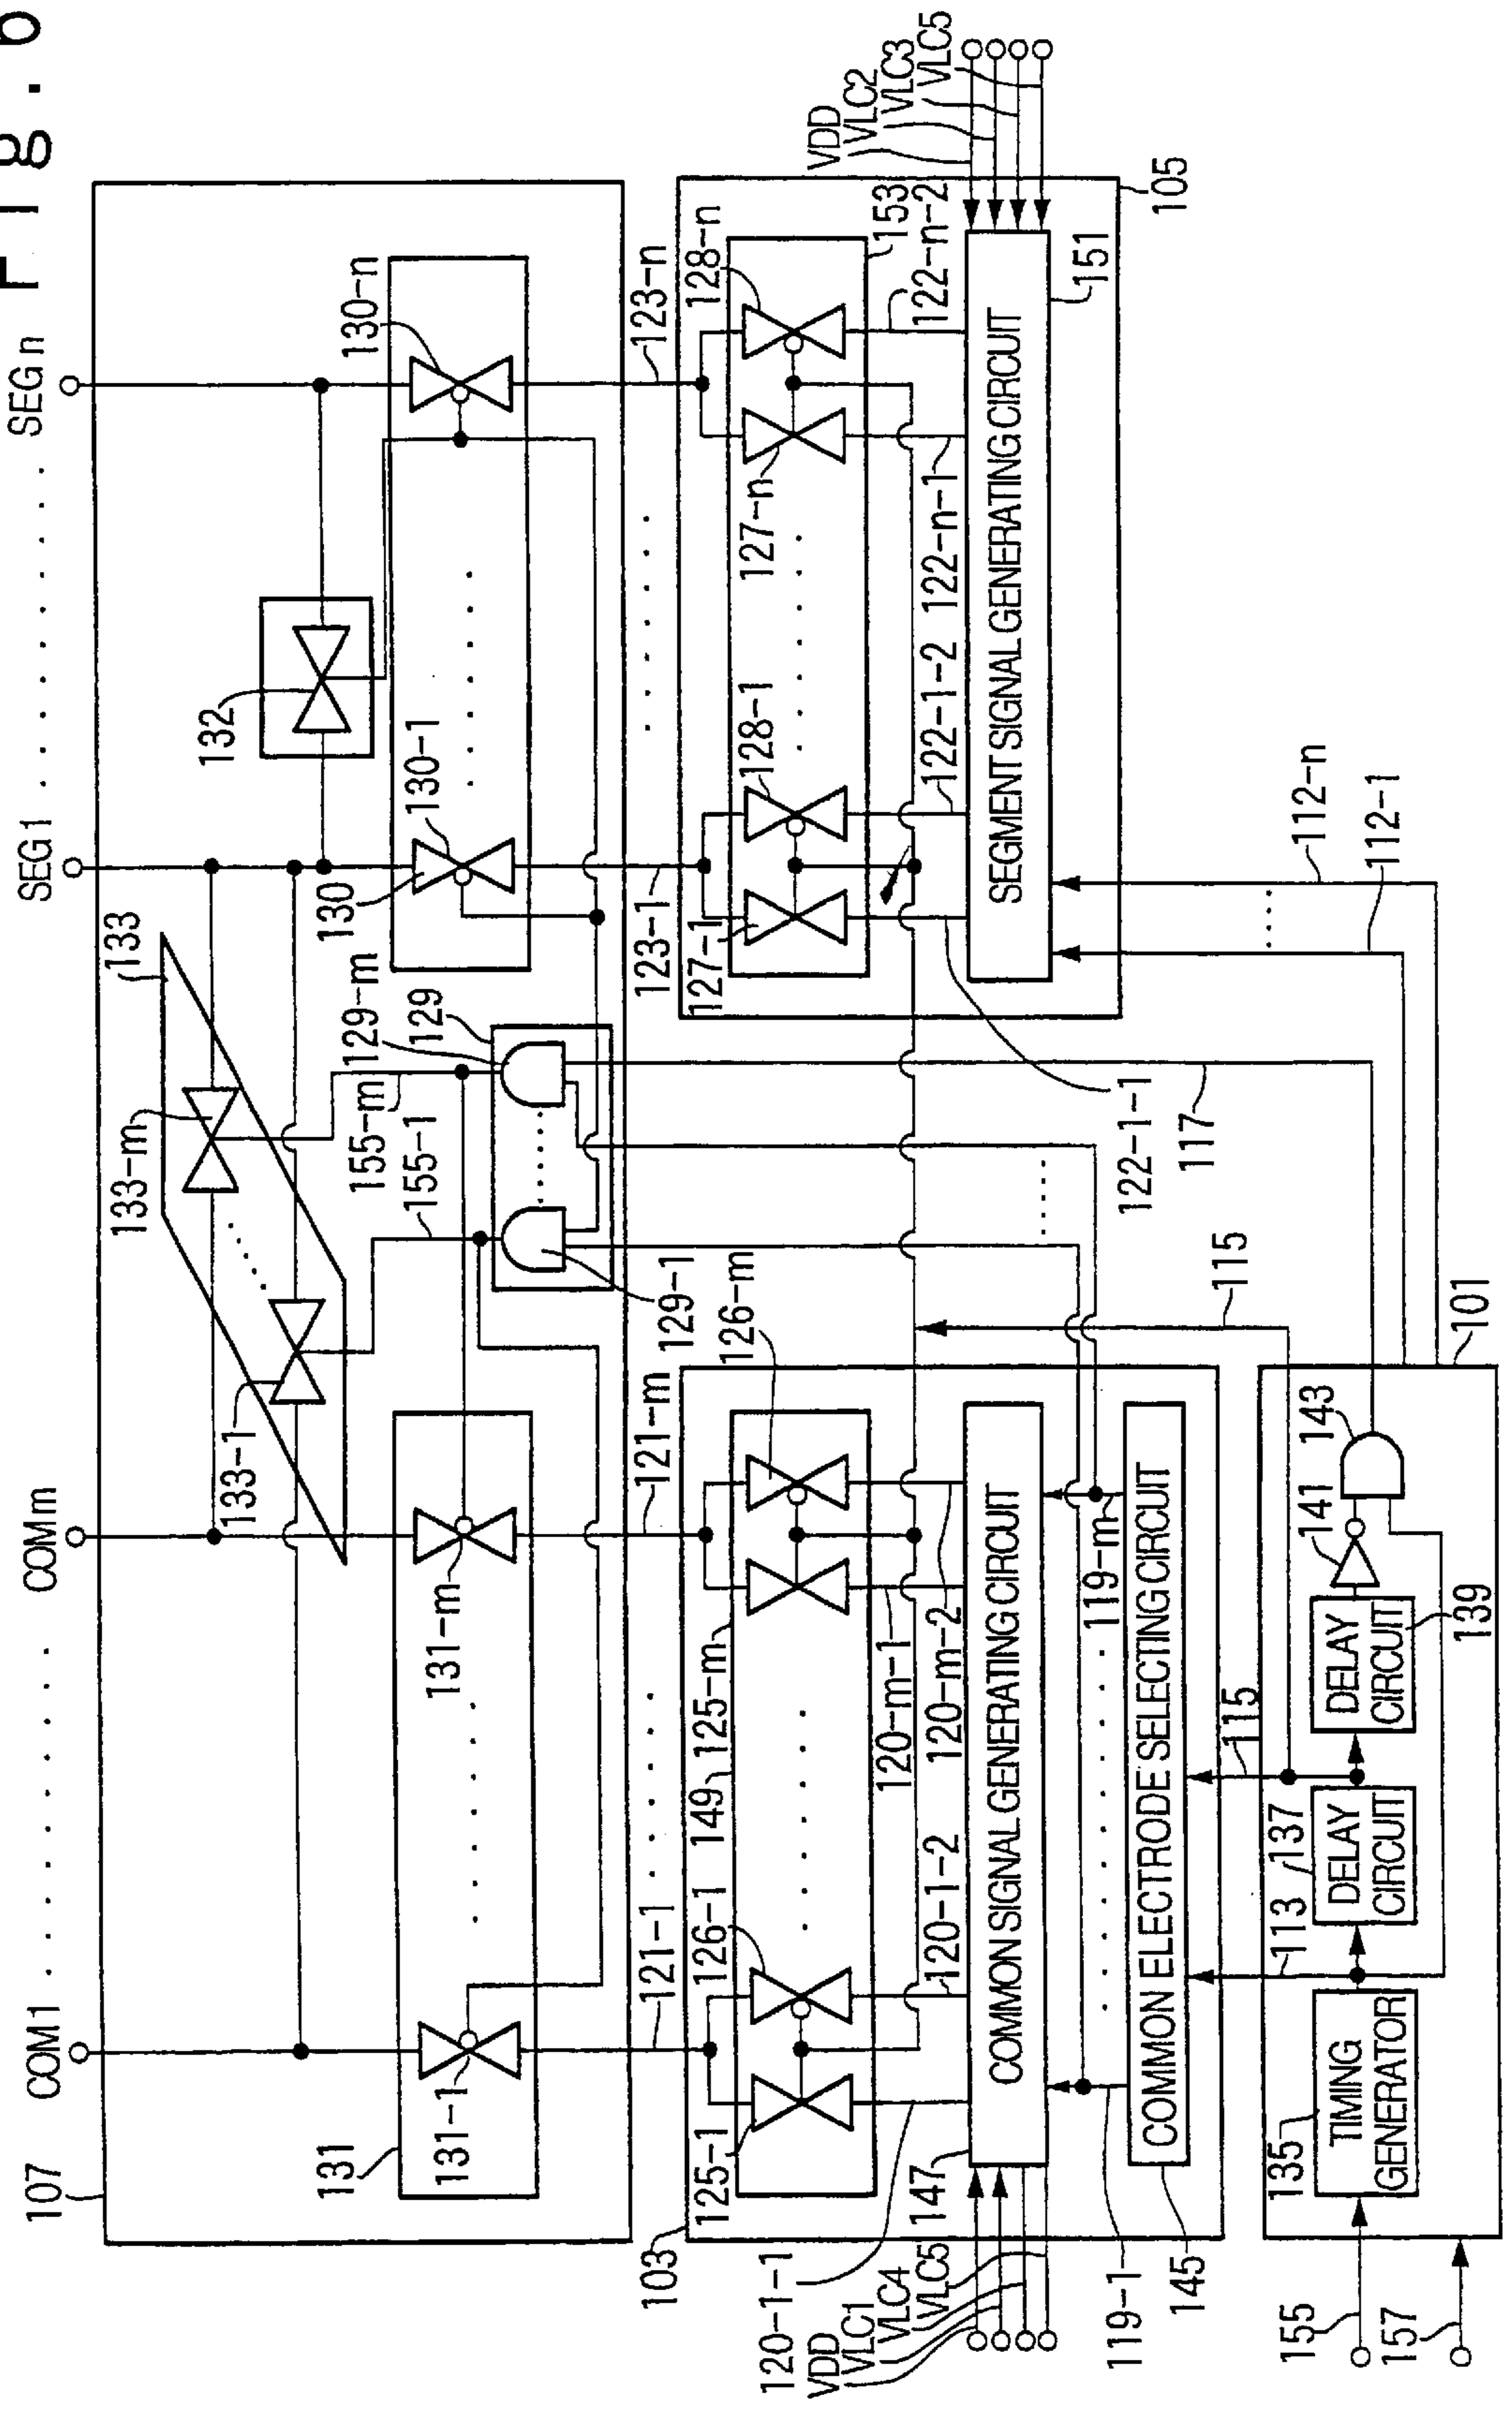 Fig. 6
COM1 . . . . . . . . . COMm
SEG1 . . . . . . . . . SEGn
107
133
133-m
133-1
132
130-n
130-1
130
131
131-1
131-m
155-m
155-1
129-m
129
129-1
121-1
121-m
123-1
123-n
103
149
125-1
126-1
125-m
126-m
120-1-1
120-1-2
120-m-1
120-m-2
147
COMMON SIGNAL GENERATING CIRCUIT
VDD
VLC1
VLC4
VLC5
119-1
119-m
145
COMMON ELECTRODE SELECTING CIRCUIT
127-1
128-1
127-n
128-n
153
122-1-1
122-1-2
122-n-1
122-n-2
SEGMENT SIGNAL GENERATING CIRCUIT
151
105
VDD
VLC2
VLC3
VLC5
117
115
115
113
112-1
112-n
101
155
157
135
TIMING
GENERATOR
137
DELAY
CIRCUIT
139
DELAY
CIRCUIT
141
143